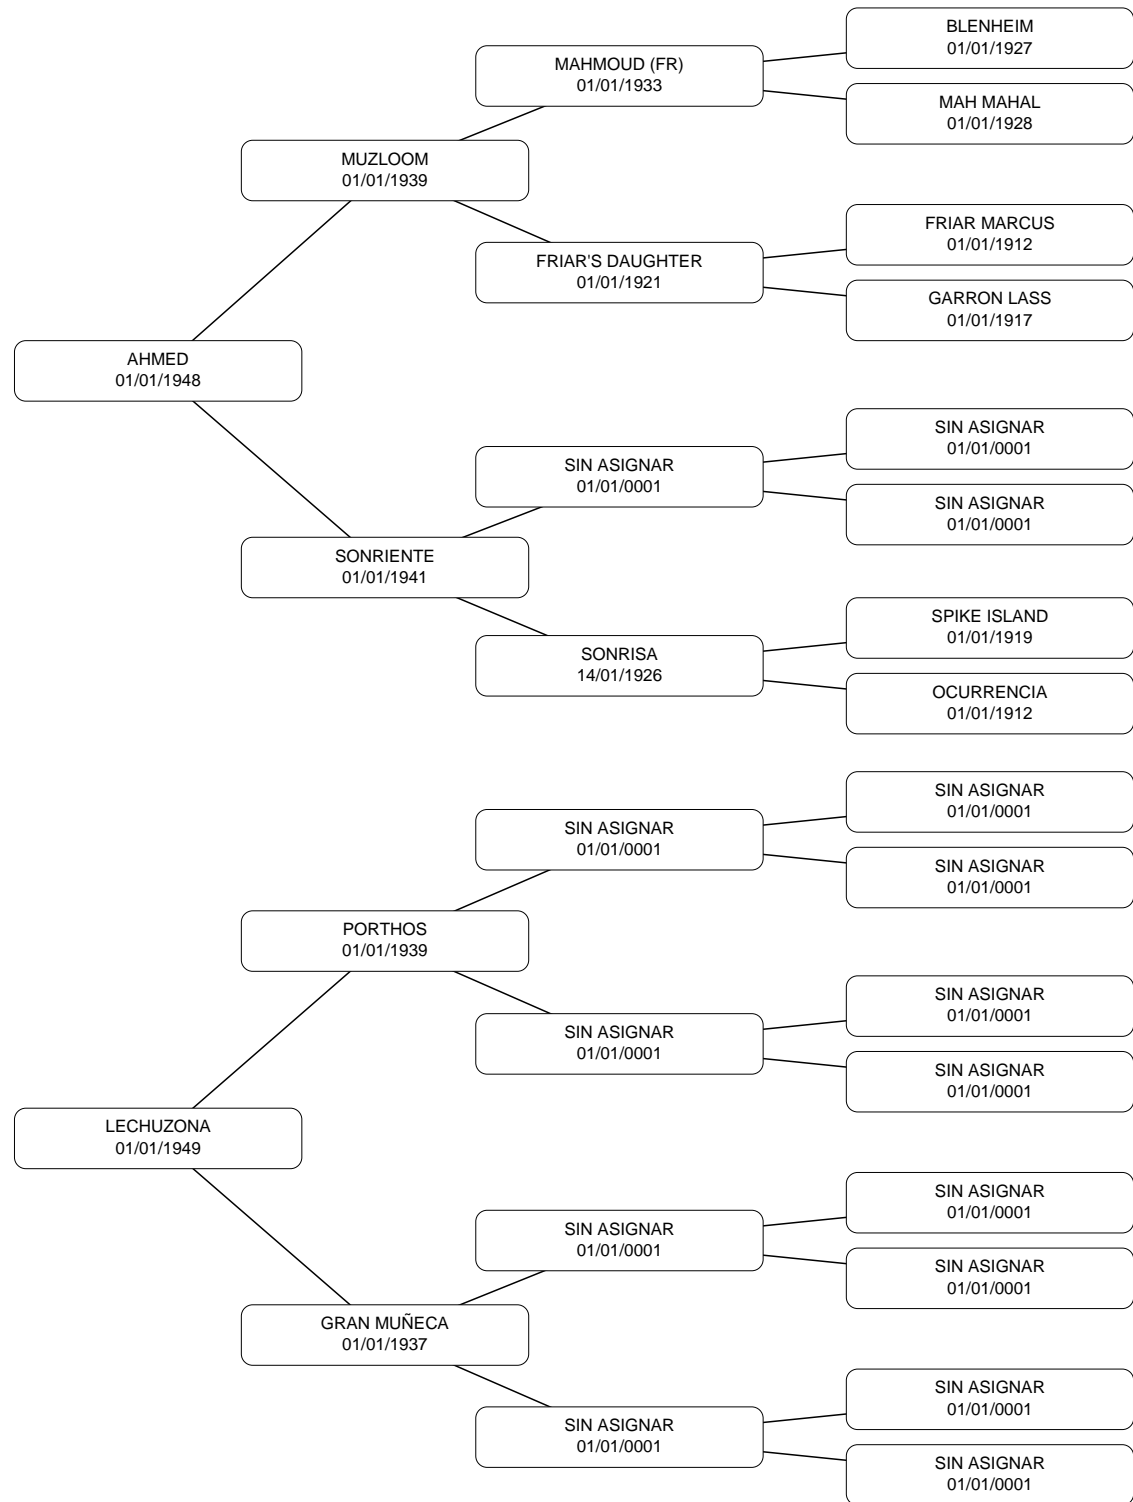 BLENHEIM
01/01/1927
MAHMOUD (FR)
01/01/1933
MAH MAHAL
01/01/1928
MUZLOOM
01/01/1939
FRIAR MARCUS
01/01/1912
FRIAR'S DAUGHTER
01/01/1921
GARRON LASS
01/01/1917
AHMED
01/01/1948
SIN ASIGNAR
01/01/0001
SIN ASIGNAR
01/01/0001
SIN ASIGNAR
01/01/0001
SONRIENTE
01/01/1941
SPIKE ISLAND
01/01/1919
SONRISA
14/01/1926
OCURRENCIA
01/01/1912
SIN ASIGNAR
01/01/0001
SIN ASIGNAR
01/01/0001
SIN ASIGNAR
01/01/0001
PORTHOS
01/01/1939
SIN ASIGNAR
01/01/0001
SIN ASIGNAR
01/01/0001
SIN ASIGNAR
01/01/0001
LECHUZONA
01/01/1949
SIN ASIGNAR
01/01/0001
SIN ASIGNAR
01/01/0001
SIN ASIGNAR
01/01/0001
GRAN MUÑECA
01/01/1937
SIN ASIGNAR
01/01/0001
SIN ASIGNAR
01/01/0001
SIN ASIGNAR
01/01/0001